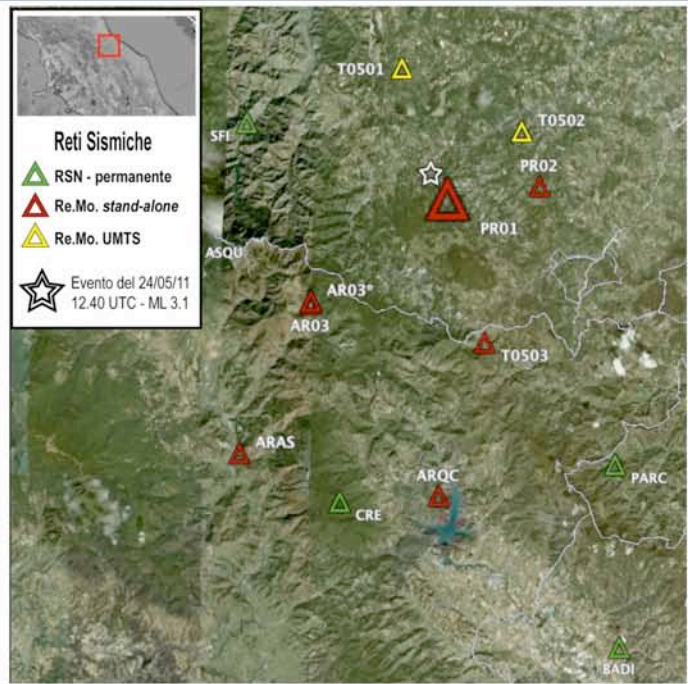 Reti Sismiche
RSN - permanente
Re.Mo. stand-alone
Re.Mo. UMTS
Evento del 24/05/11
12.40 UTC - ML 3.1
T0501
SFI
T0502
PR02
PR01
ASQU
AR03°
AR03
T0503
ARAS
ARQC
PARC
CRE
BADI